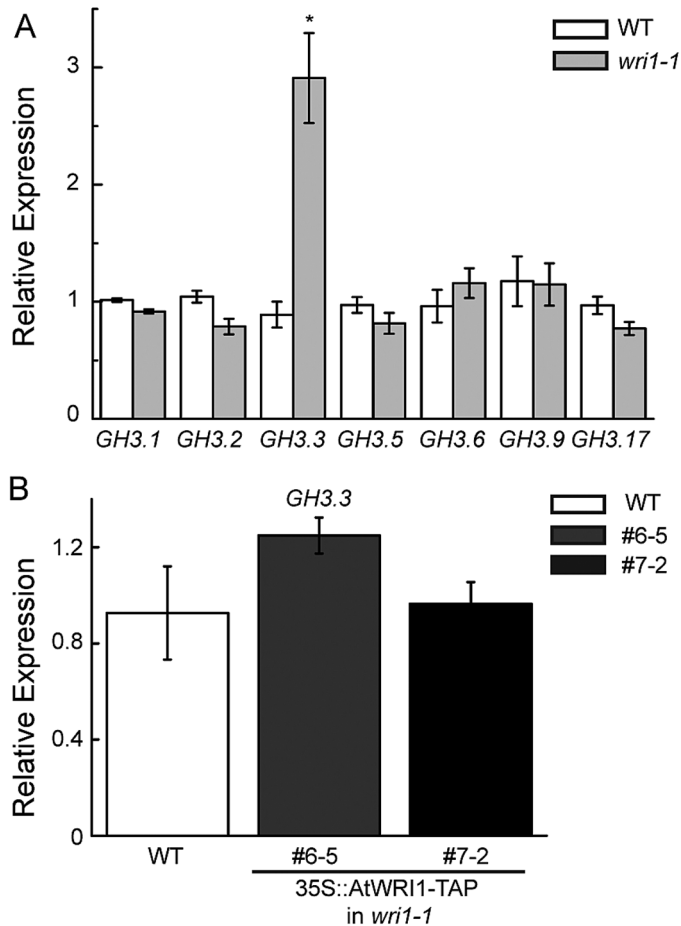 A
WT
wri1-1
*
3
2
1
0
Relative Expression
GH3.1 GH3.2 GH3.3 GH3.5 GH3.6 GH3.9 GH3.17
B
GH3.3
WT
#6-5
#7-2
1.2
0.8
0.4
0
Relative Expression
WT #6-5 #7-2
35S::AtWRI1-TAP
in wri1-1